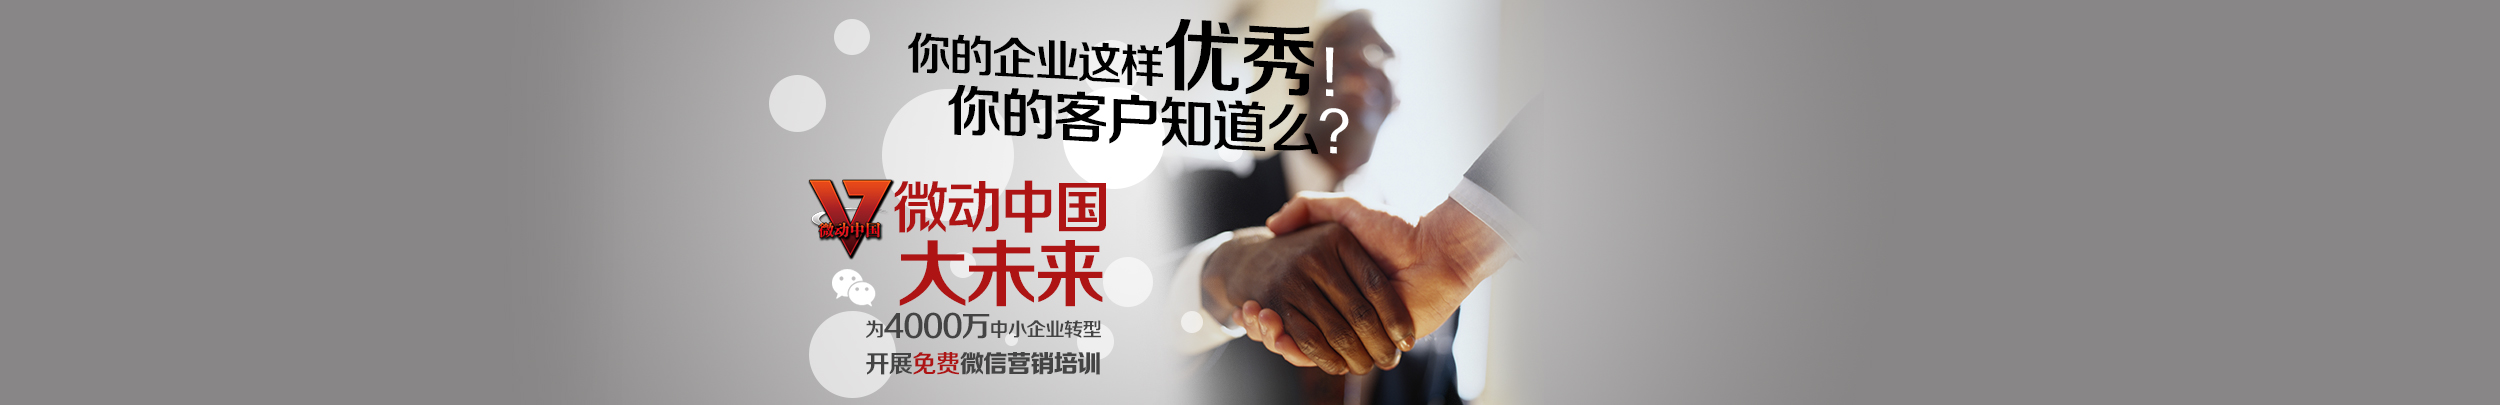 你的企业这样优秀！
你的客户知道么？
微动中国
微动中国
大未来
为4000万中小企业转型
开展免费微信营销培训